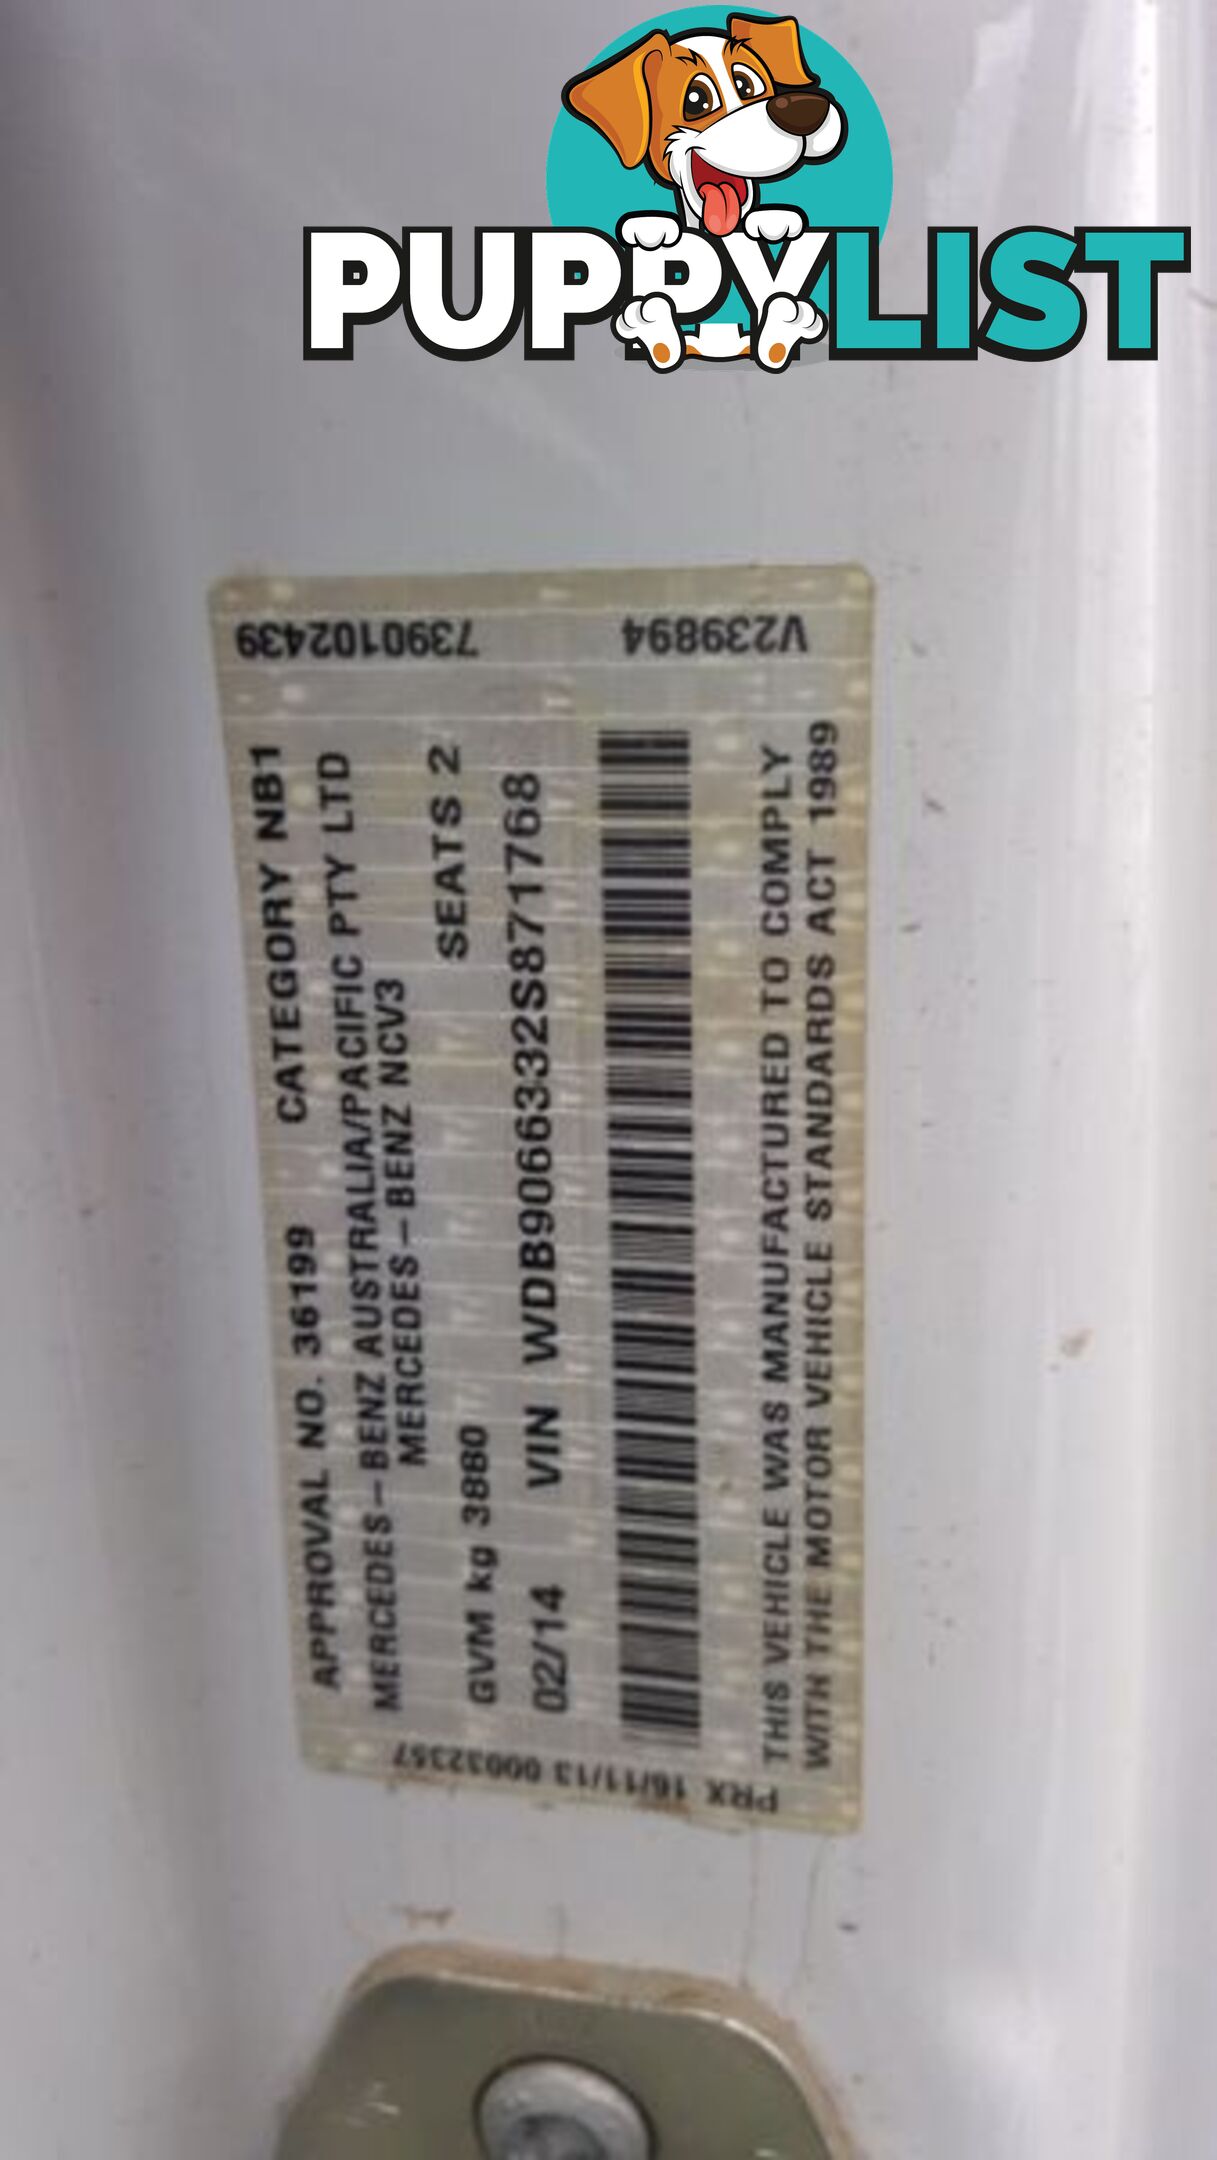 PUPPYLIST
7390102439
V239894
APPROVAL NO. 36199 CATEGORY NB1
MERCEDES-BENZ AUSTRALIA/PACIFIC PTY LTD
MERCEDES-BENZ NCV3
SEATS 2
GVM kg 3880
02/14 VIN WDB9066332S871768
THIS VEHICLE WAS MANUFACTURED TO COMPLY
WITH THE MOTOR VEHICLE STANDARDS ACT 1989
PRX 16/11/13 00032357